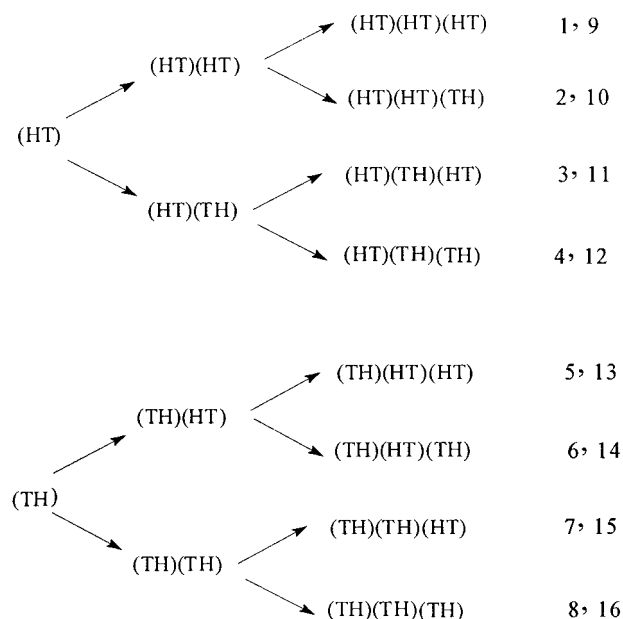 (HT)(HT)(HT) 1, 9
(HT)(HT)
(HT)(HT)(TH) 2, 10
(HT)
(HT)(TH)(HT) 3, 11
(HT)(TH)
(HT)(TH)(TH) 4, 12
(TH)(HT)(HT) 5, 13
(TH)(HT)
(TH)(HT)(TH) 6, 14
(TH)
(TH)(TH)(HT) 7, 15
(TH)(TH)
(TH)(TH)(TH) 8, 16